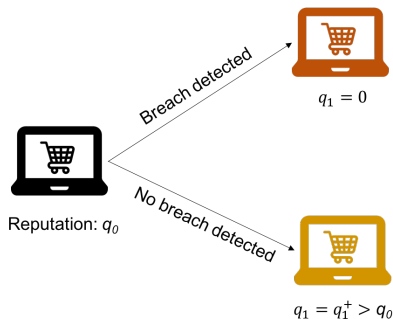 Breach detected
q₁ = 0
Reputation: q₀
No breach detected
q₁ = q₁⁺ > q₀